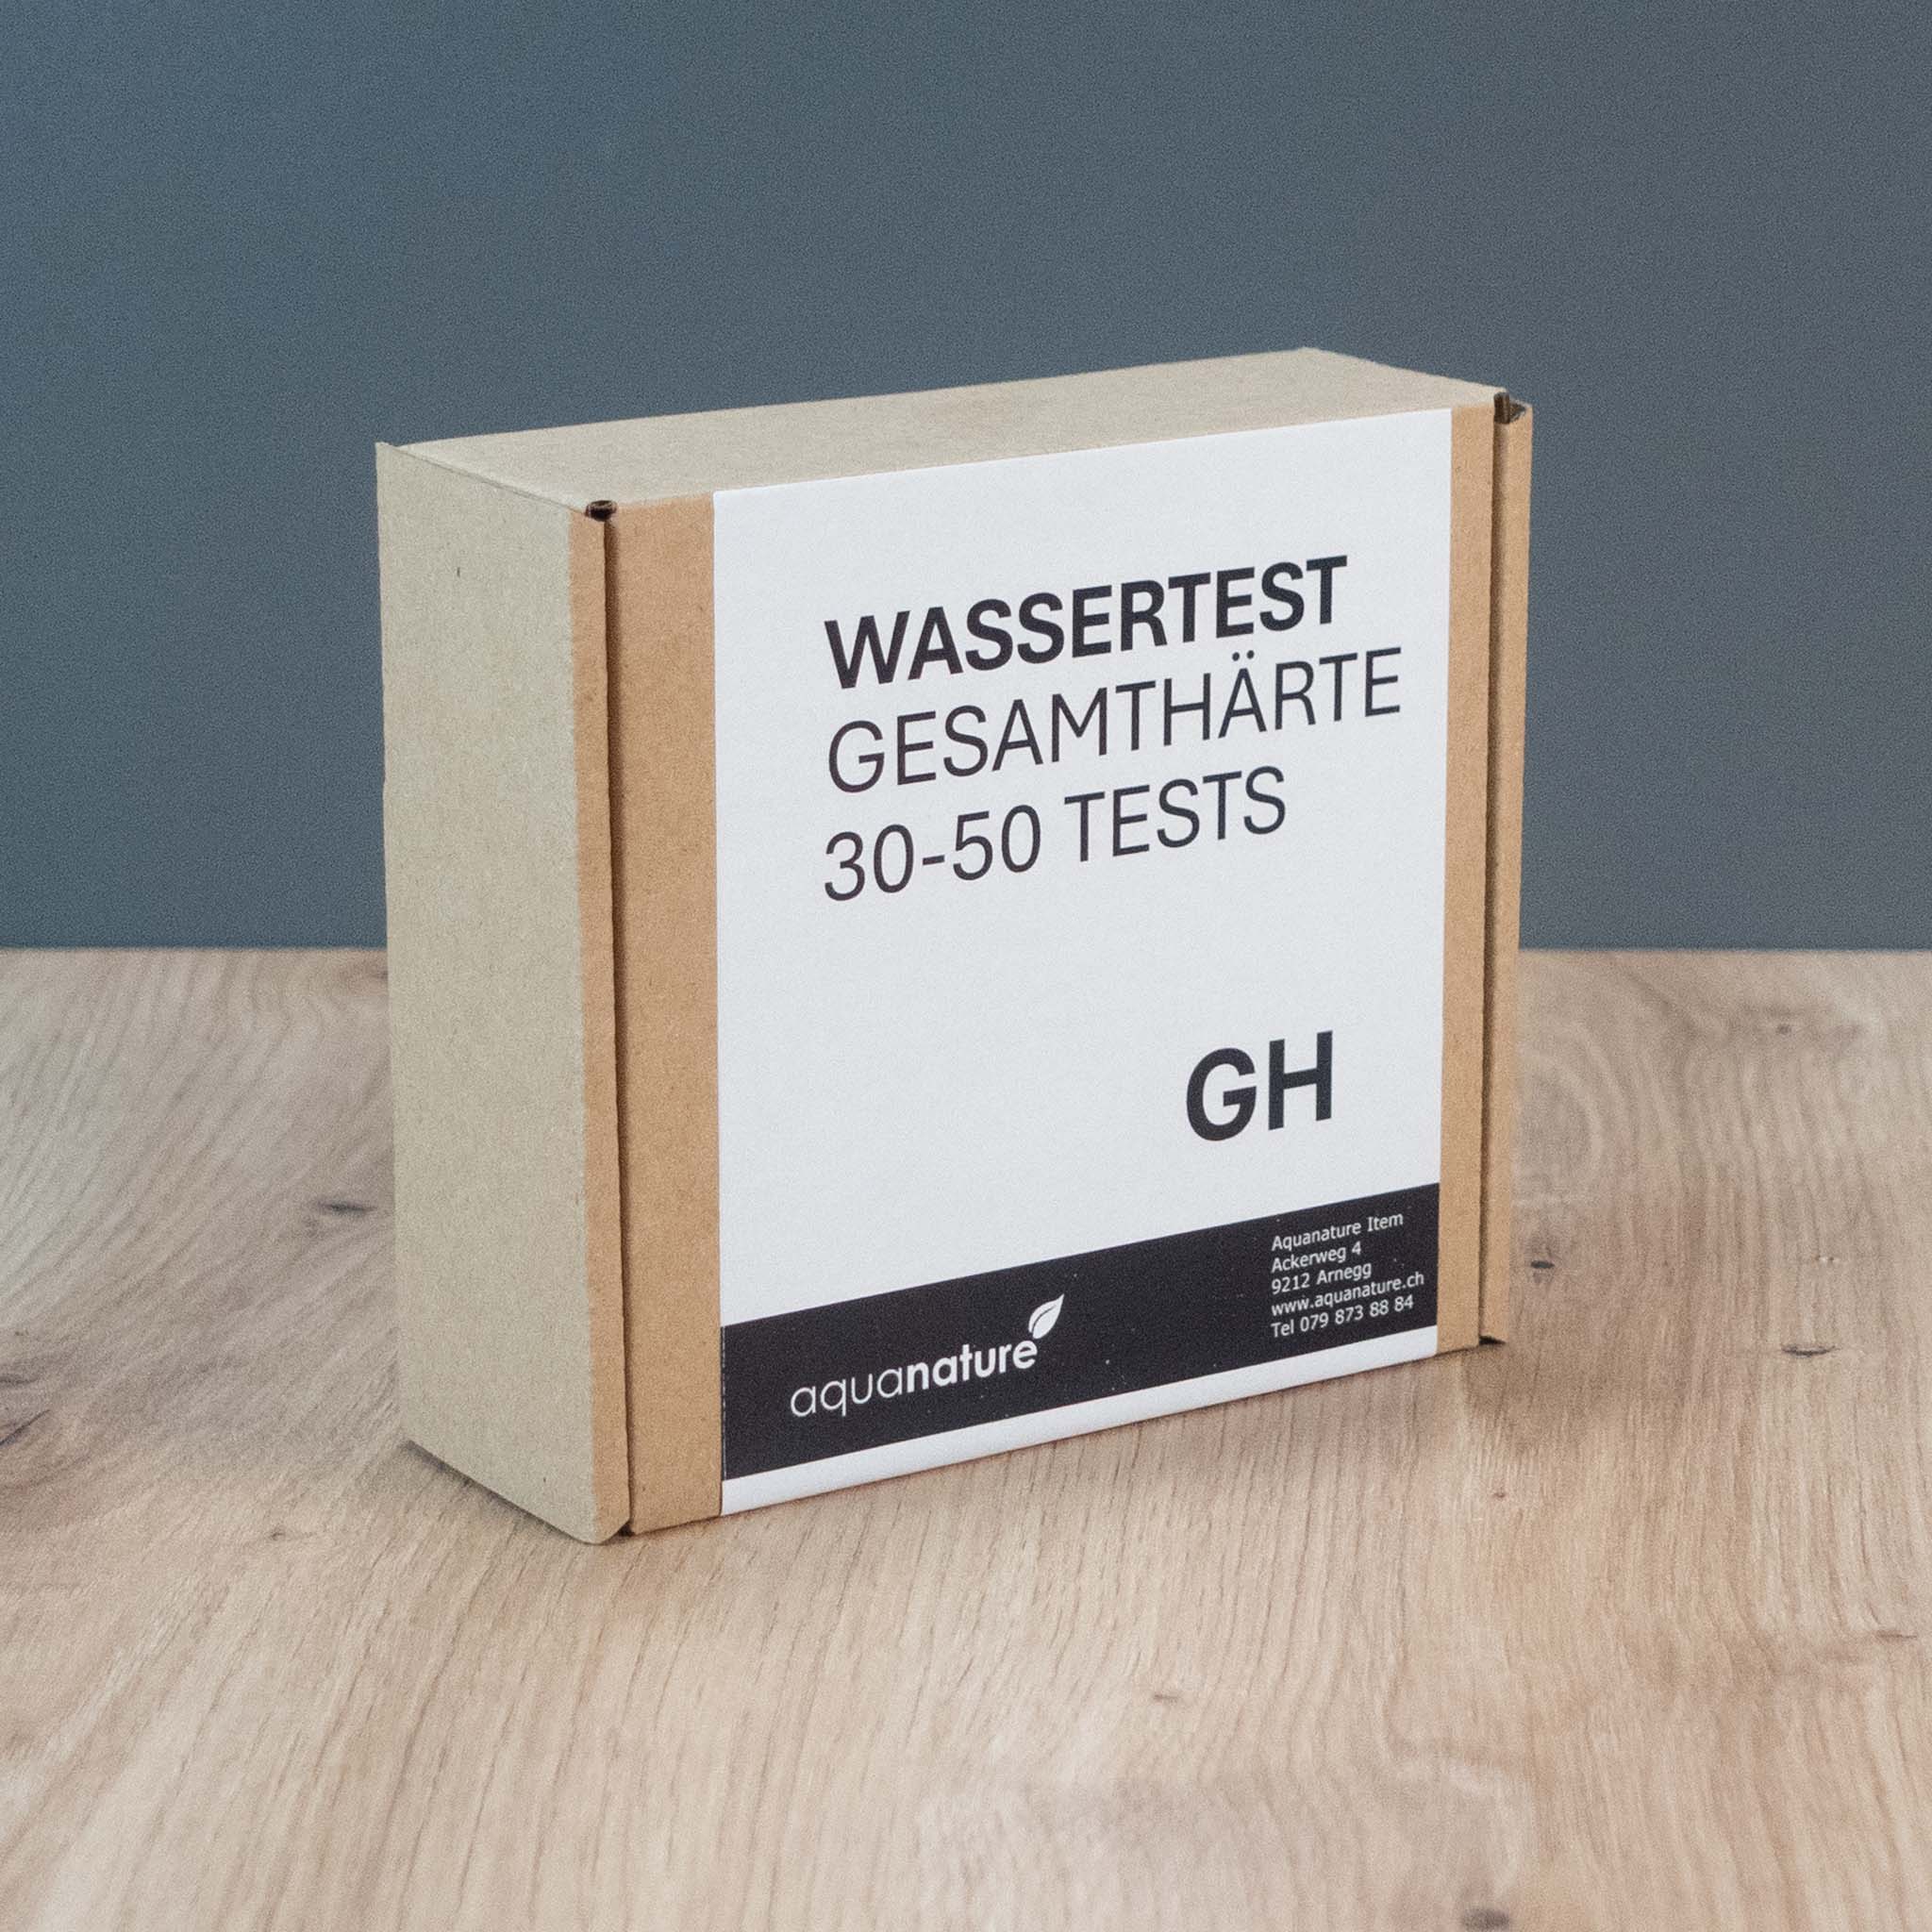 WASSERTEST
GESAMTHÄRTE
30-50 TESTS
GH
aquanature
Aquanature Item
Ackerweg 4
9212 Arnegg
www.aquanature.ch
Tel 079 873 88 84